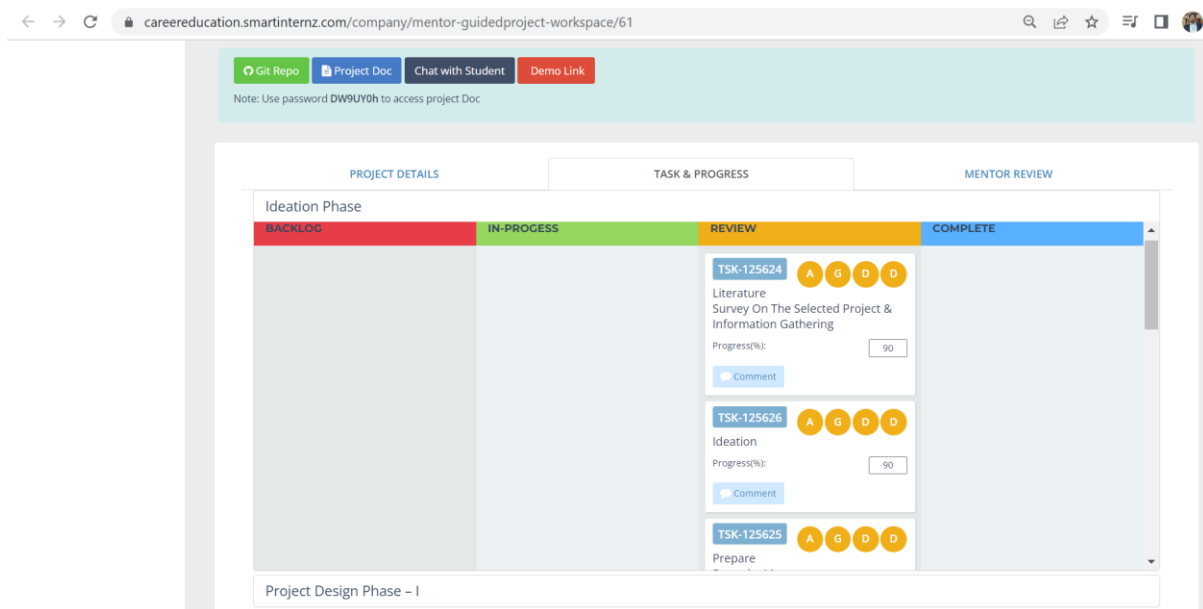 careereducation.smartinternz.com/company/mentor-guidedproject-workspace/61
Git Repo Project Doc Chat with Student Demo Link
Note: Use password DW9UY0h to access project Doc
PROJECT DETAILS TASK & PROGRESS MENTOR REVIEW
Ideation Phase
BACKLOG IN-PROGESS REVIEW COMPLETE
TSK-125624 A G D D
Literature
Survey On The Selected Project &
Information Gathering
Progress(%): 90
Comment
TSK-125626 A G D D
Ideation
Progress(%): 90
Comment
TSK-125625 A G D D
Prepare
Project Design Phase – I